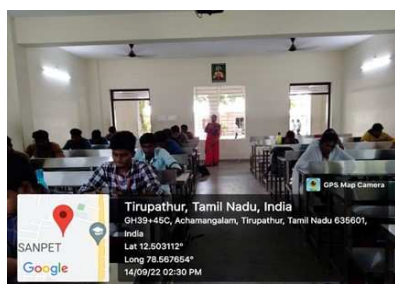 GPS Map Camera
Tirupathur, Tamil Nadu, India
GH39+45C, Achamangalam, Tirupathur, Tamil Nadu 635601,
India
Lat 12.503112°
Long 78.567654°
14/09/22 02:30 PM
SANPET
Google